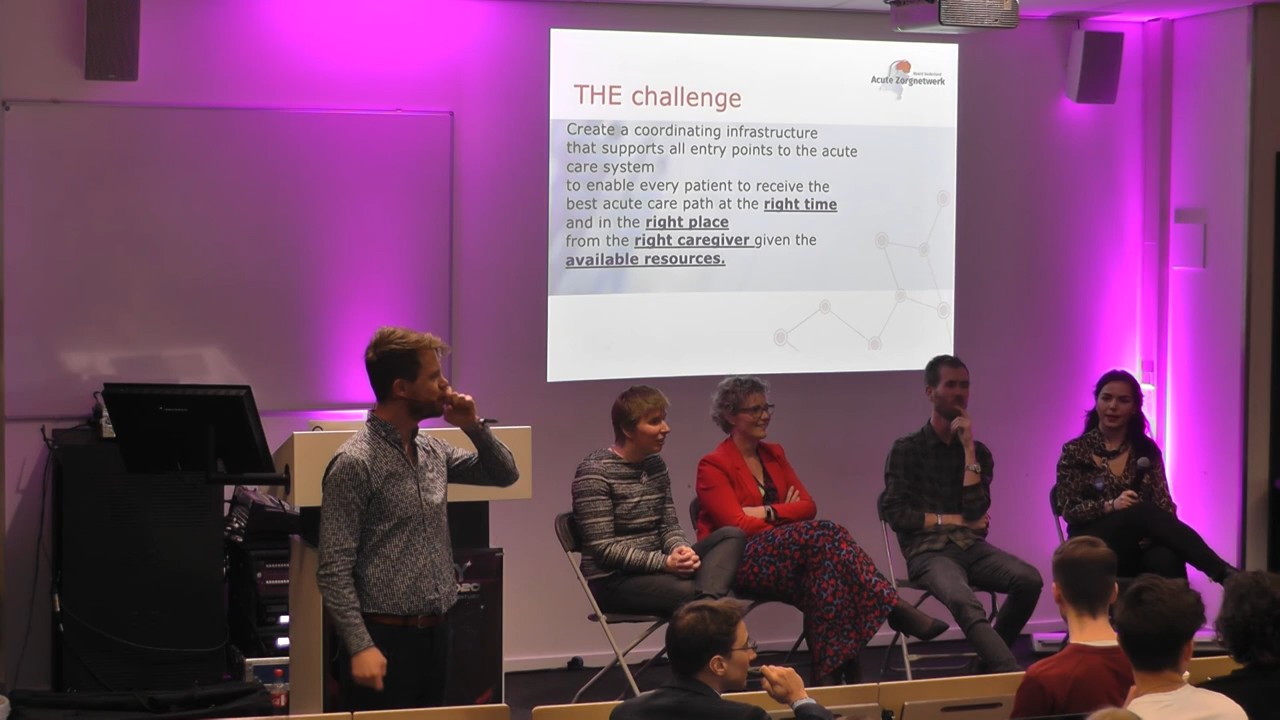 Acute Zorgnetwerk
THE challenge
Create a coordinating infrastructure
that supports all entry points to the acute
care system
to enable every patient to receive the
best acute care path at the right time
and in the right place
from the right caregiver given the
available resources.